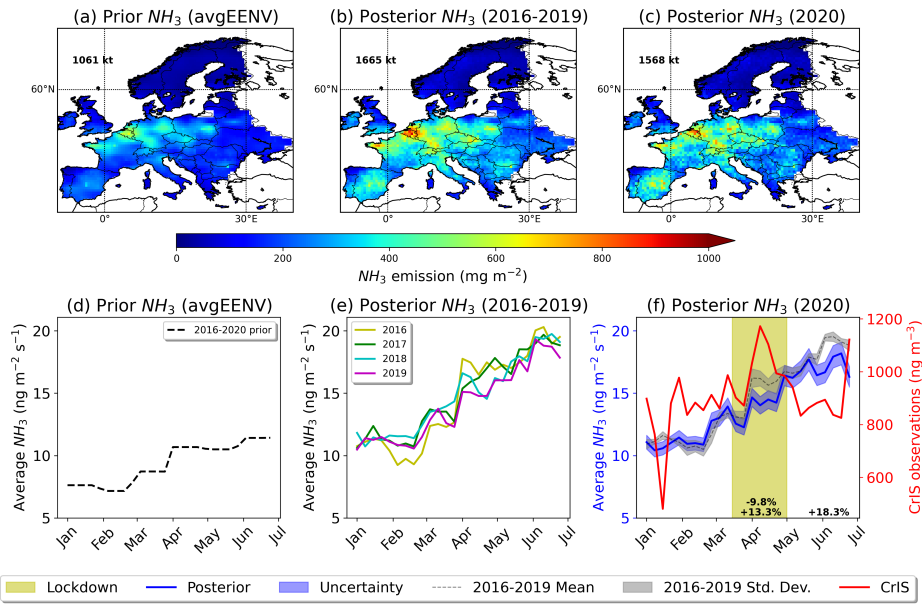 (a) Prior NH3 (avgEENV)
(b) Posterior NH3 (2016-2019)
(c) Posterior NH3 (2020)
1061 kt
1665 kt
1568 kt
60°N
60°N
60°N
0°
30°E
0°
30°E
0°
30°E
0
200
400
600
800
1000
NH3 emission (mg m−2)
(d) Prior NH3 (avgEENV)
(e) Posterior NH3 (2016-2019)
(f) Posterior NH3 (2020)
Average NH3 (ng m−2 s−1)
20
15
10
5
2016-2020 prior
Jan
Feb
Mar
Apr
May
Jun
Jul
Average NH3 (ng m−2 s−1)
20
15
10
5
2016
2017
2018
2019
Jan
Feb
Mar
Apr
May
Jun
Jul
Average NH3 (ng m−2 s−1)
20
15
10
5
-9.8%
+13.3%
+18.3%
Jan
Feb
Mar
Apr
May
Jun
Jul
1200
1000
800
600
CrIS observations (ng m−3)
Lockdown
Posterior
Uncertainty
2016-2019 Mean
2016-2019 Std. Dev.
CrIS